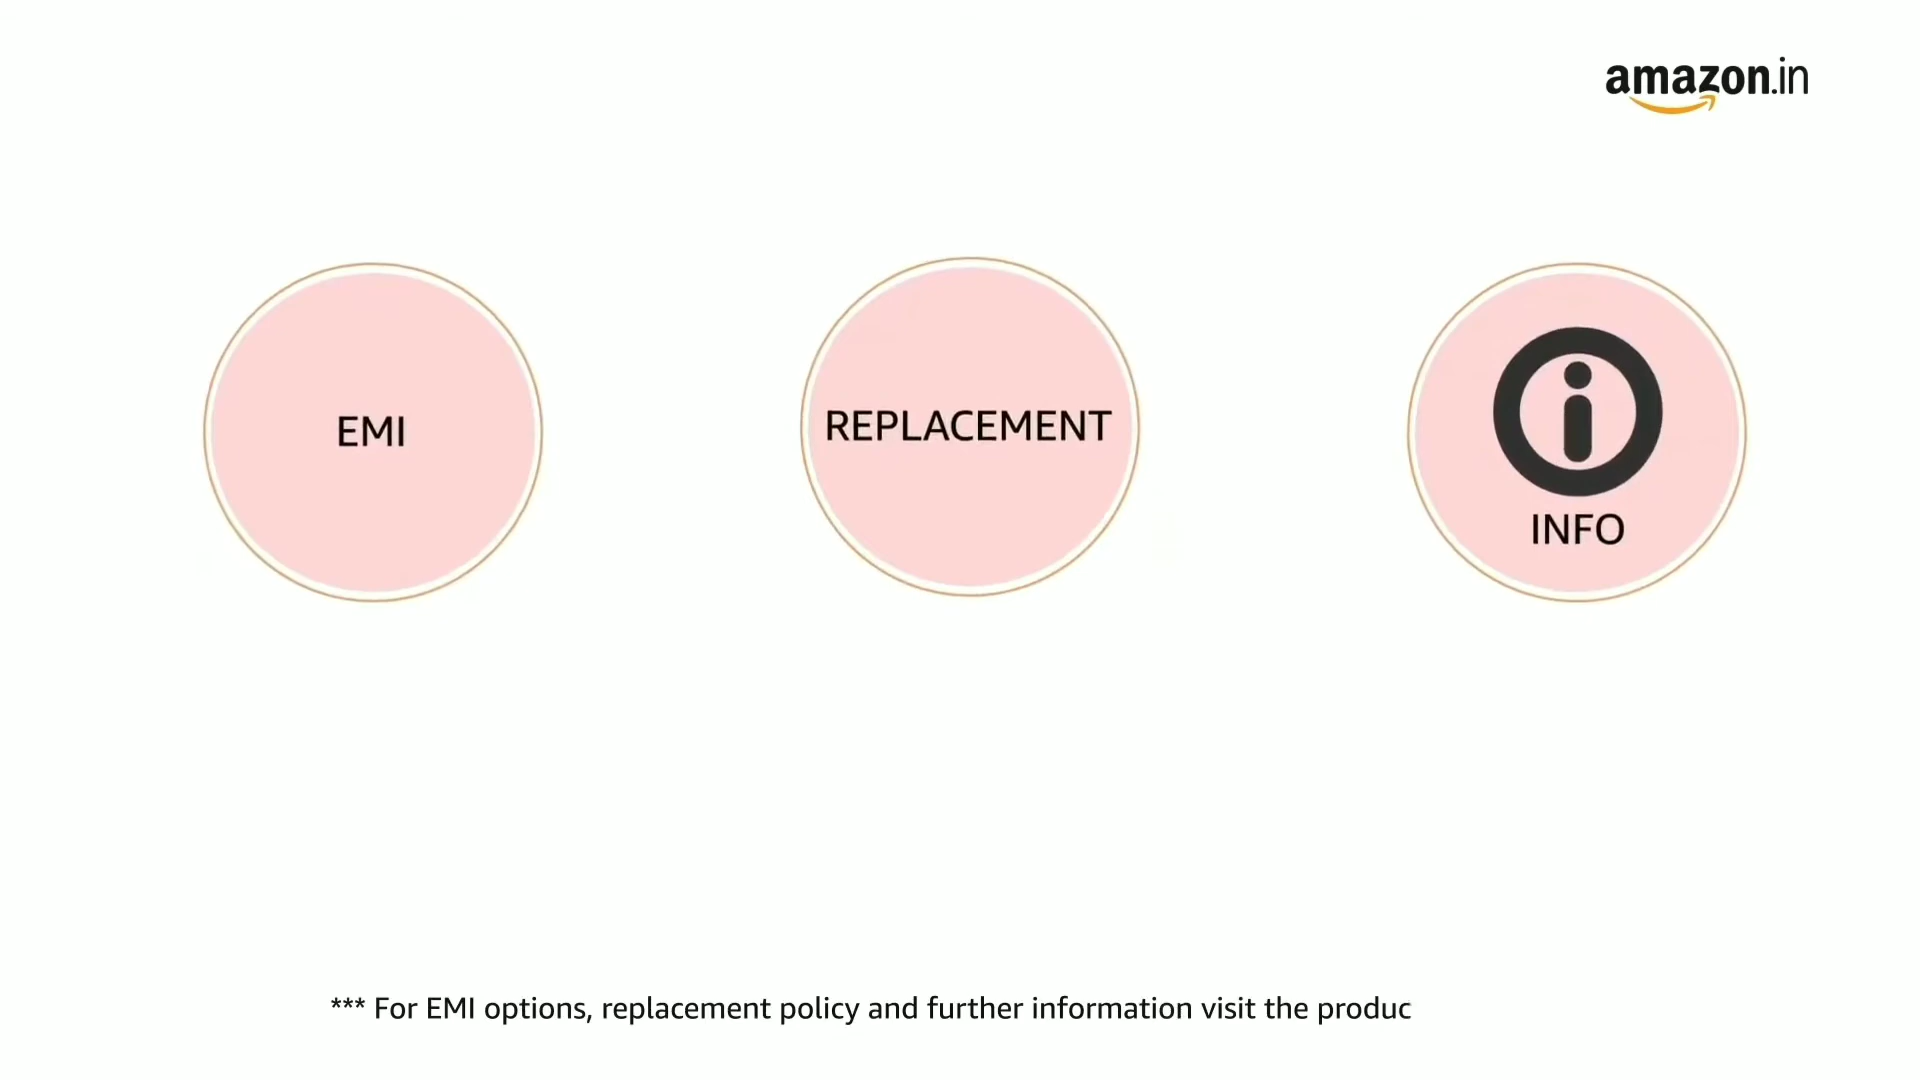 amazon.in
EMI
REPLACEMENT
INFO
*** For EMI options, replacement policy and further information visit the produc